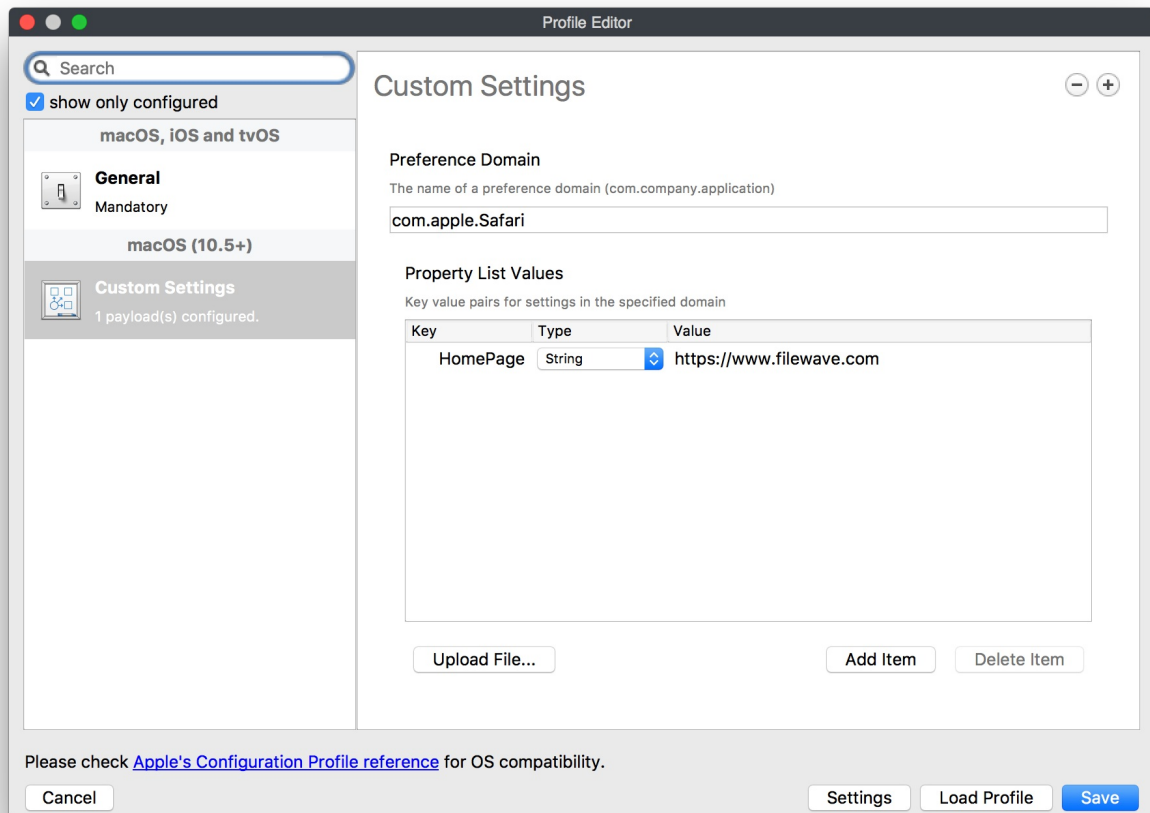 Profile Editor
Search
show only configured
macOS, iOS and tvOS
General
Mandatory
macOS (10.5+)
Custom Settings
1 payload(s) configured.
Custom Settings
Preference Domain
The name of a preference domain (com.company.application)
com.apple.Safari
Property List Values
Key value pairs for settings in the specified domain
Key Type Value
HomePage String https://www.filewave.com
Upload File... Add Item Delete Item
Please check Apple's Configuration Profile reference for OS compatibility.
Cancel Settings Load Profile Save